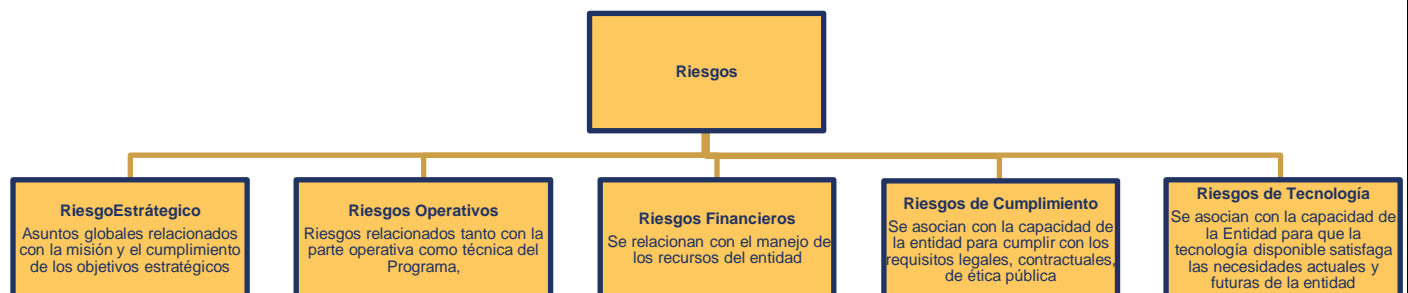 Riesgos
RiesgoEstrátegico
Asuntos globales relacionados
con la misión y el cumplimiento
de los objetivos estratégicos
Riesgos Operativos
Riesgos relacionados tanto con la
parte operativa como técnica del
Programa,
Riesgos Financieros
Se relacionan con el manejo de
los recursos del entidad
Riesgos de Cumplimiento
Se asocian con la capacidad de
la entidad para cumplir con los
requisitos legales, contractuales,
de ética pública
Riesgos de Tecnología
Se asocian con la capacidad de
la Entidad para que la
tecnología disponible satisfaga
las necesidades actuales y
futuras de la entidad